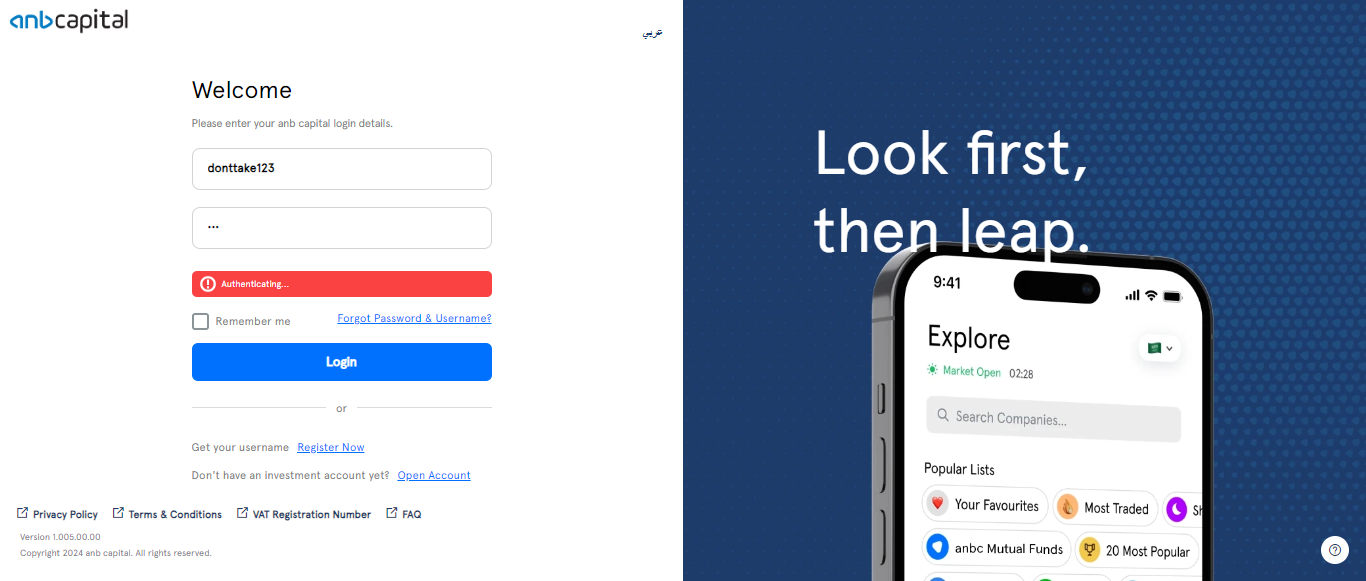 anbcapital
عربي
Welcome
Please enter your anb capital login details.
donttake123
Authenticating...
Remember me
Forgot Password & Username?
Login
or
Get your username Register Now
Don't have an investment account yet? Open Account
Privacy Policy Terms & Conditions VAT Registration Number FAQ
Version 1.005.00.00
Copyright 2024 anb capital. All rights reserved.
Look first,
then leap.
9:41
Explore
Market Open 02:28
Search Companies...
Popular Lists
Your Favourites Most Traded
anbc Mutual Funds 20 Most Popular